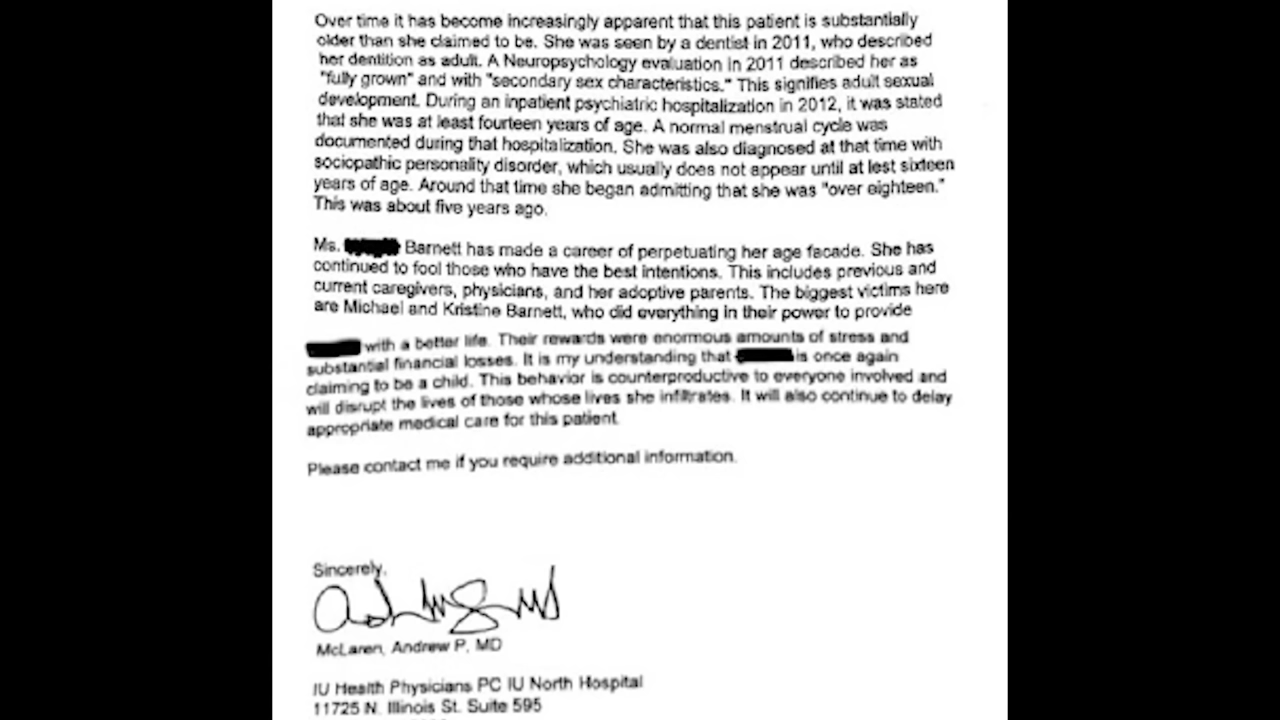 Over time it has become increasingly apparent that this patient is substantially
older than she claimed to be. She was seen by a dentist in 2011, who described
her dentition as adult. A Neuropsychology evaluation in 2011 described her as
"fully grown" and with "secondary sex characteristics." This signifies adult sexual
development. During an inpatient psychiatric hospitalization in 2012, it was stated
that she was at least fourteen years of age. A normal menstrual cycle was
documented during that hospitalization. She was also diagnosed at that time with
sociopathic personality disorder, which usually does not appear until at lest sixteen
years of age. Around that time she began admitting that she was "over eighteen."
This was about five years ago.
Ms. Barnett has made a career of perpetuating her age facade. She has
continued to fool those who have the best intentions. This includes previous and
current caregivers, physicians, and her adoptive parents. The biggest victims here
are Michael and Kristine Barnett, who did everything in their power to provide
with a better life. Their rewards were enormous amounts of stress and
substantial financial losses. It is my understanding that is once again
claiming to be a child. This behavior is counterproductive to everyone involved and
will disrupt the lives of those whose lives she infiltrates. It will also continue to delay
appropriate medical care for this patient.
Please contact me if you require additional information.
Sincerely,
McLaren, Andrew P, MD
IU Health Physicians PC IU North Hospital
11725 N. Illinois St. Suite 595